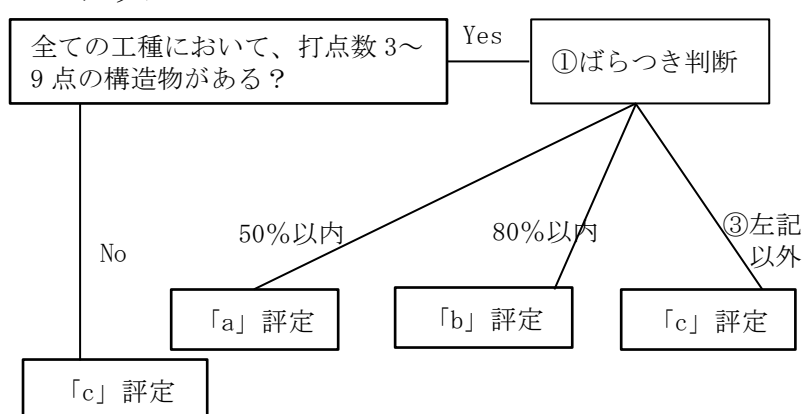 全ての工種において、打点数 3～
9 点の構造物がある？
Yes
①ばらつき判断
No
50％以内
80％以内
③左記
以外
「a」評定
「b」評定
「c」評定
「c」評定